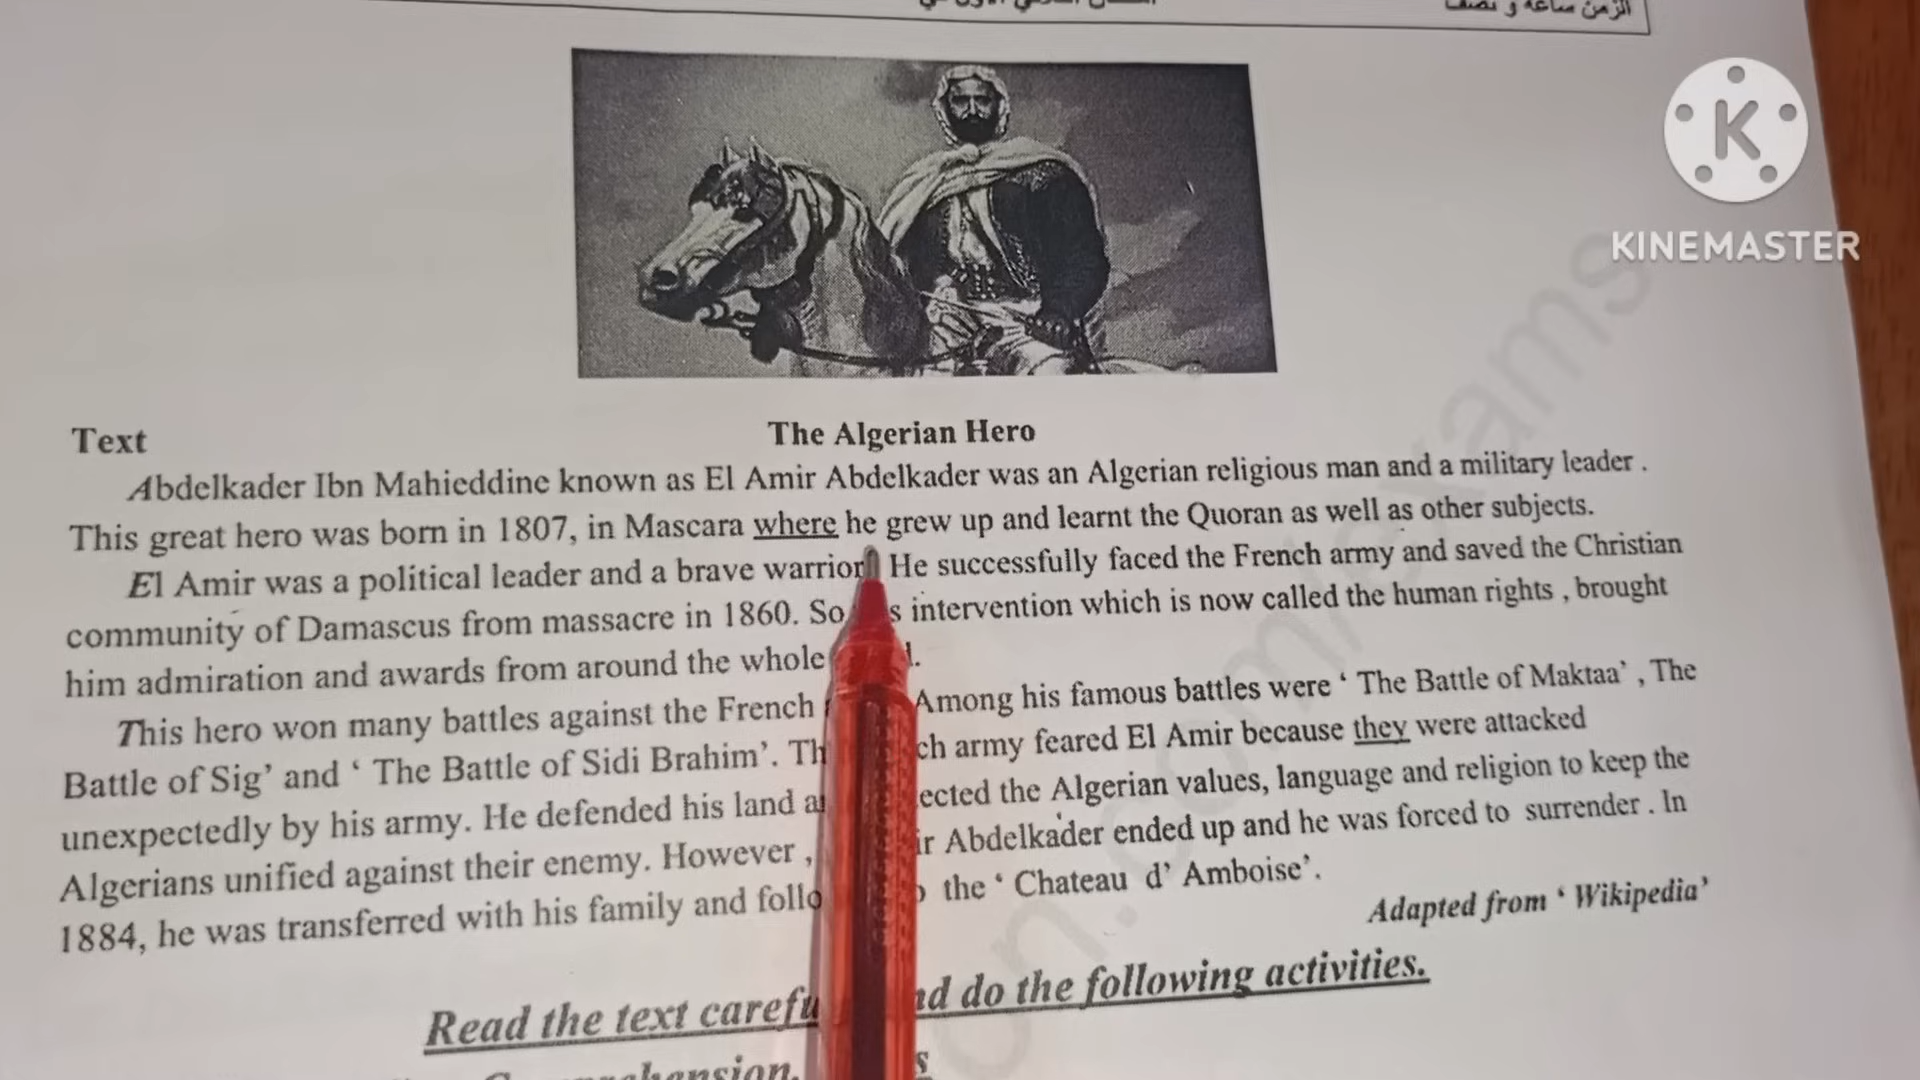 الزمن ساعة و نصف
K
KINEMASTER
Text
The Algerian Hero
Abdelkader Ibn Mahieddine known as El Amir Abdelkader was an Algerian religious man and a military leader .
This great hero was born in 1807, in Mascara where he grew up and learnt the Quoran as well as other subjects.
El Amir was a political leader and a brave warrior He successfully faced the French army and saved the Christian
community of Damascus from massacre in 1860. So intervention which is now called the human rights , brought
him admiration and awards from around the whole
This hero won many battles against the French Among his famous battles were ‘ The Battle of Maktaa’ , The
Battle of Sig’ and ‘ The Battle of Sidi Brahim’. army feared El Amir because they were attacked
unexpectedly by his army. He defended his land the Algerian values, language and religion to keep the
Algerians unified against their enemy. However , Abdelkader ended up and he was forced to surrender . In
1884, he was transferred with his family and the ‘ Chateau d’ Amboise’.
Adapted from ‘ Wikipedia’
Read the text do the following activities.